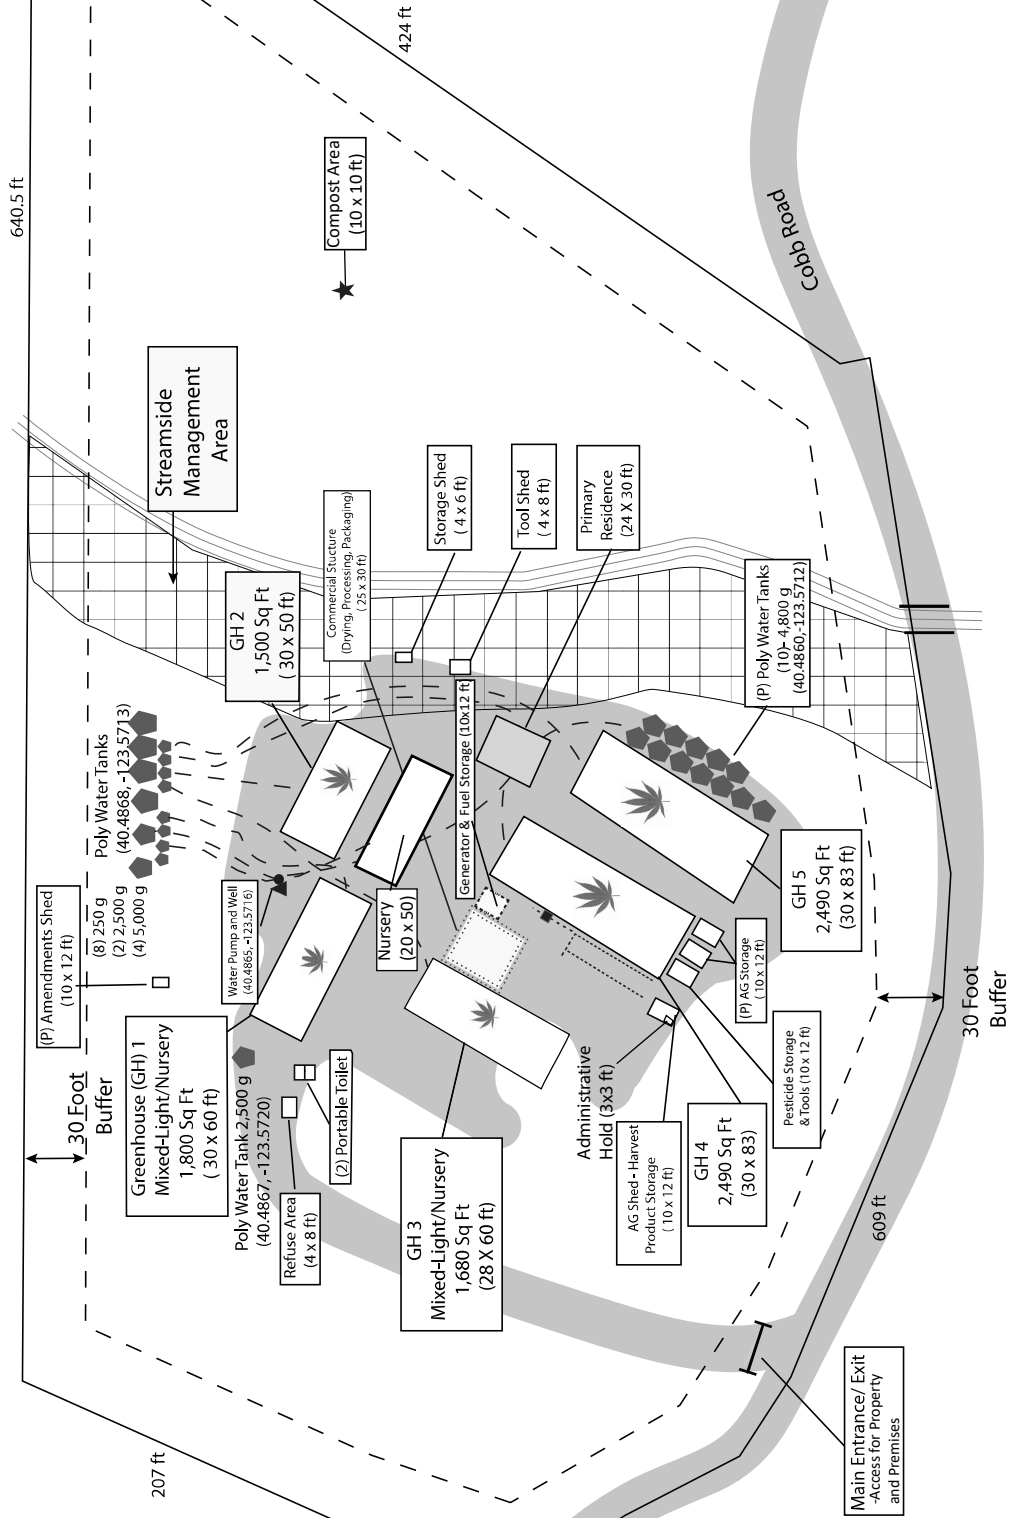 640.5 ft
424 ft
Compost Area
(10 x 10 ft)
Cobb Road
Streamside
Management
Area
Storage Shed
( 4 x 6 ft)
Tool Shed
( 4 x 8 ft)
Primary
Residence
(24 X 30 ft)
Commercial Stucture
(Drying, Processing, Packaging)
( 25 x 30 ft)
GH 2
1,500 Sq Ft
( 30 x 50 ft)
(P) Poly Water Tanks
(10)- 4,800 g
(40.4860,-123.5712)
Poly Water Tanks
(40.4868, -123.5713)
(8) 250 g
(2) 2,500 g
(4) 5,000 g
Generator & Fuel Storage (10x12 ft)
(P) Amendments Shed
(10 x 12 ft)
Water Pump and Well
(40.4865, -123.5716)
Nursery
(20 x 50)
GH 5
2,490 Sq Ft
(30 x 83 ft)
(P) AG Storage
( 10 x 12 ft)
30 Foot
Buffer
Greenhouse (GH) 1
Mixed-Light/Nursery
1,800 Sq Ft
( 30 x 60 ft)
30 Foot
Buffer
Poly Water Tank 2,500 g
(40.4867, -123.5720)
(2) Portable Toilet
Refuse Area
(4 x 8 ft)
GH 3
Mixed-Light/Nursery
1,680 Sq Ft
(28 X 60 ft)
Administrative
Hold (3x3 ft)
AG Shed - Harvest
Product Storage
( 10 x 12 ft)
GH 4
2,490 Sq Ft
(30 x 83)
Pesticide Storage
& Tools (10 x 12 ft)
609 ft
207 ft
Main Entrance/ Exit
-Access for Property
and Premises